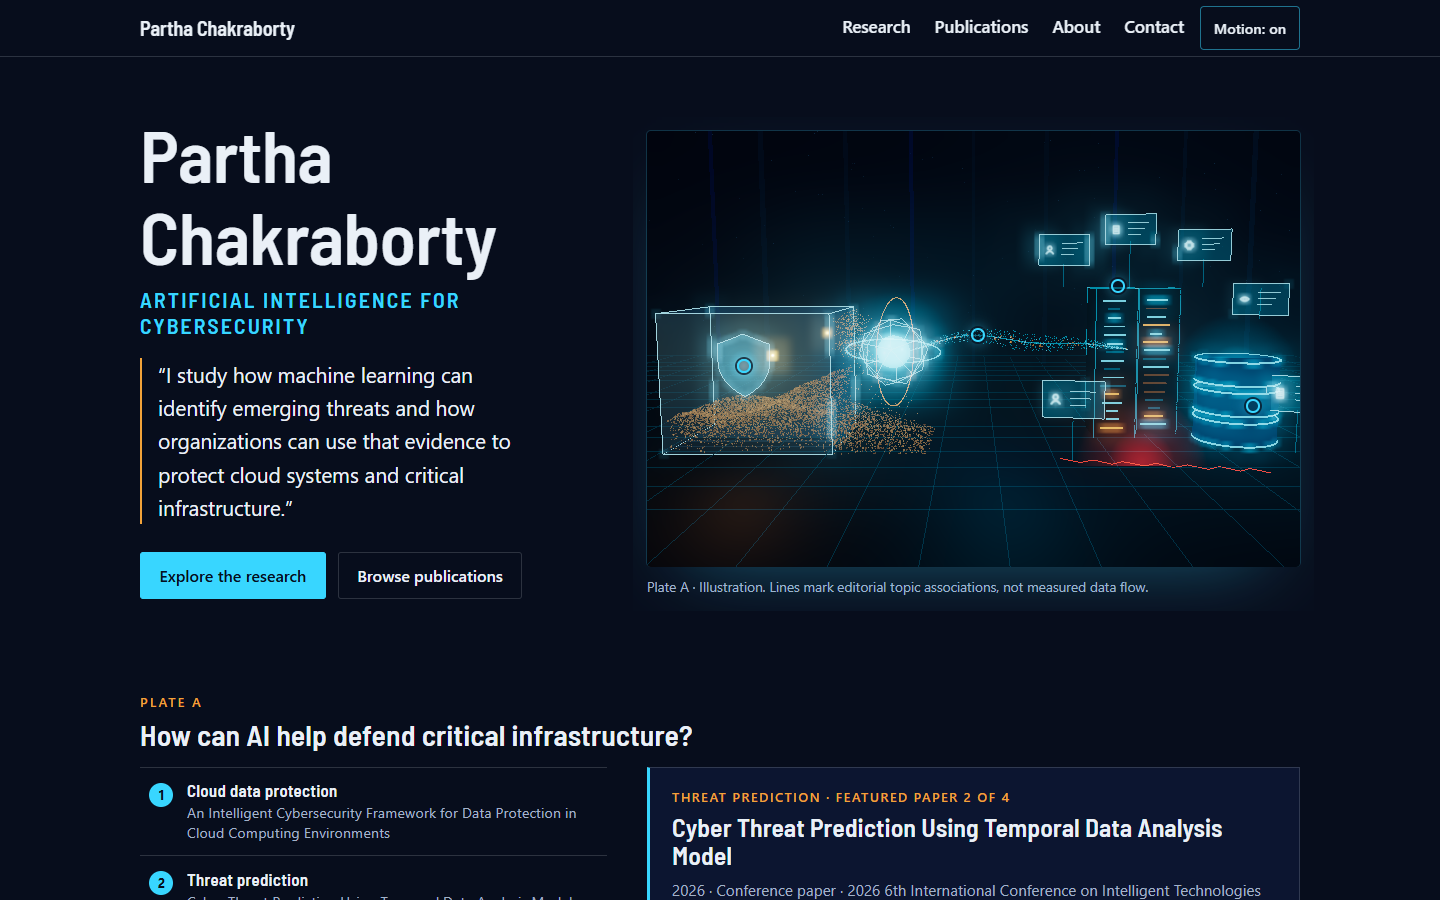 Partha Chakraborty
Research Publications About Contact Motion: on
Partha
Chakraborty
ARTIFICIAL INTELLIGENCE FOR
CYBERSECURITY
“I study how machine learning can
identify emerging threats and how
organizations can use that evidence to
protect cloud systems and critical
infrastructure.”
Explore the research Browse publications
Plate A · Illustration. Lines mark editorial topic associations, not measured data flow.
PLATE A
How can AI help defend critical infrastructure?
1 Cloud data protection
An Intelligent Cybersecurity Framework for Data Protection in
Cloud Computing Environments
2 Threat prediction
THREAT PREDICTION · FEATURED PAPER 2 OF 4
Cyber Threat Prediction Using Temporal Data Analysis
Model
2026 · Conference paper · 2026 6th International Conference on Intelligent Technologies